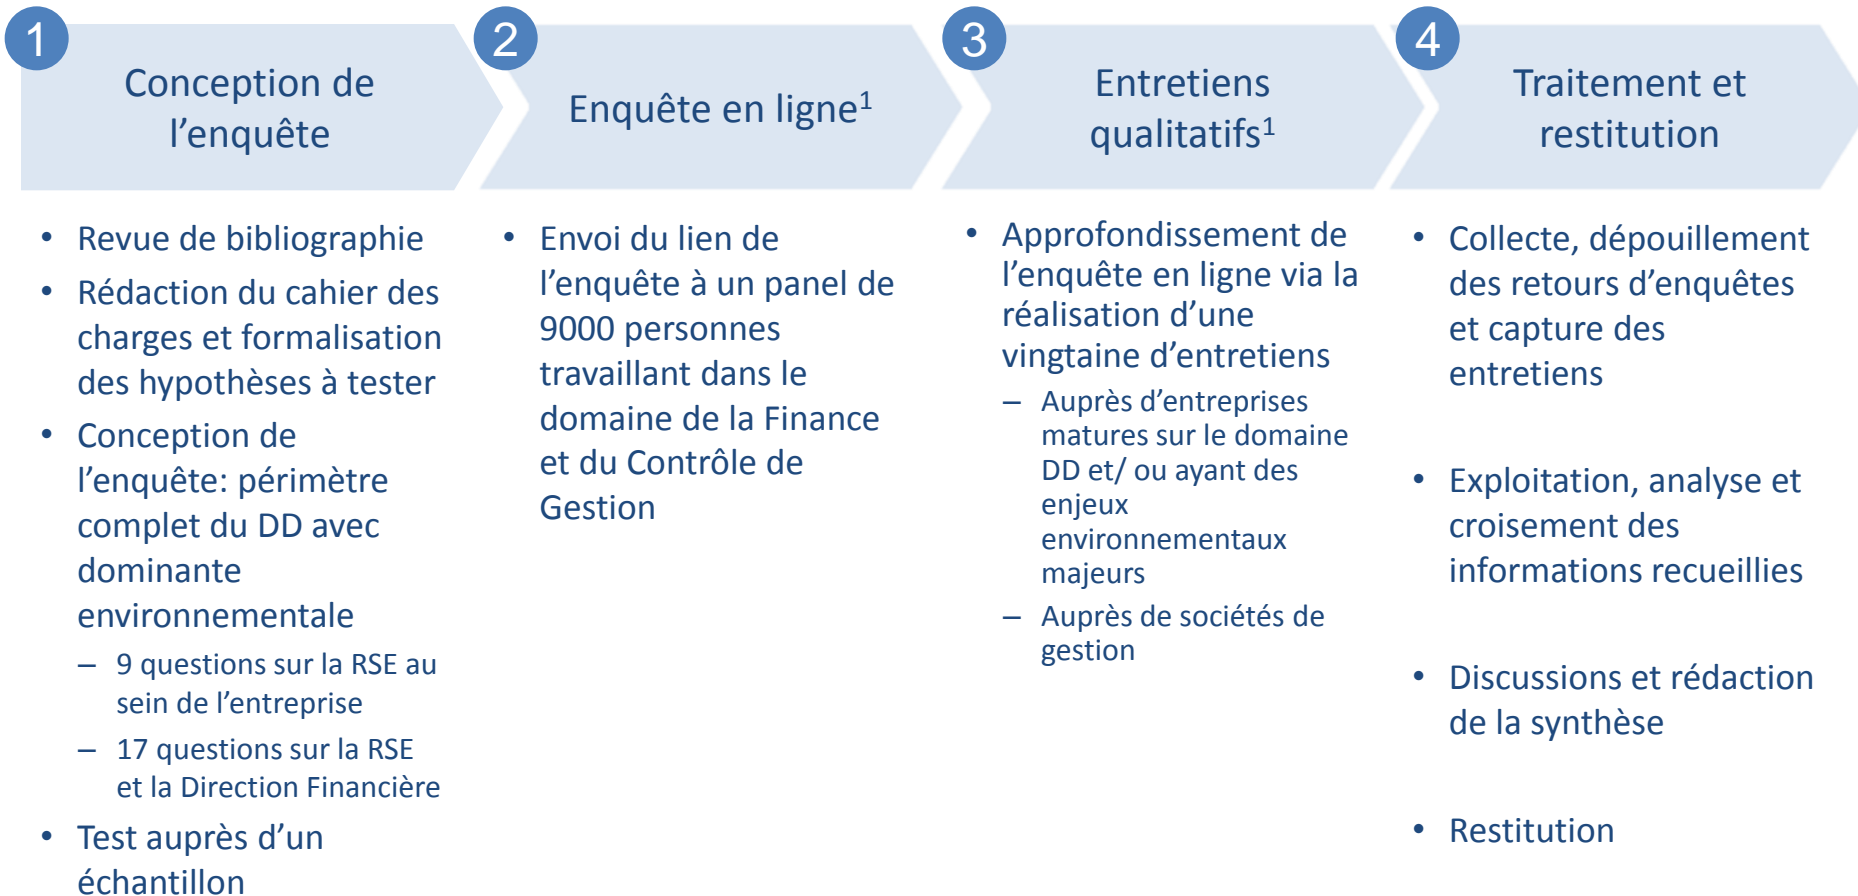 1
Conception de
l’enquête
• Revue de bibliographie
• Rédaction du cahier des
charges et formalisation
des hypothèses à tester
• Conception de
l’enquête: périmètre
complet du DD avec
dominante
environnementale
– 9 questions sur la RSE au
sein de l’entreprise
– 17 questions sur la RSE
et la Direction Financière
• Test auprès d’un
échantillon
2
Enquête en ligne¹
• Envoi du lien de
l’enquête à un panel de
9000 personnes
travaillant dans le
domaine de la Finance
et du Contrôle de
Gestion
3
Entretiens
qualitatifs¹
• Approfondissement de
l’enquête en ligne via la
réalisation d’une
vingtaine d’entretiens
– Auprès d’entreprises
matures sur le domaine
DD et/ ou ayant des
enjeux
environnementaux
majeurs
– Auprès de sociétés de
gestion
4
Traitement et
restitution
• Collecte, dépouillement
des retours d’enquêtes
et capture des
entretiens
• Exploitation, analyse et
croisement des
informations recueillies
• Discussions et rédaction
de la synthèse
• Restitution